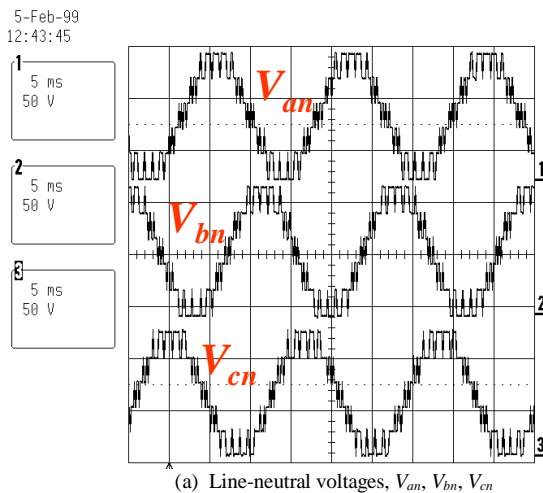 5-Feb-99
12:43:45
1
5 ms
50 V
2
5 ms
50 V
3
5 ms
50 V
Van
Vbn
Vcn
1
2
3
(a) Line-neutral voltages, Van, Vbn, Vcn